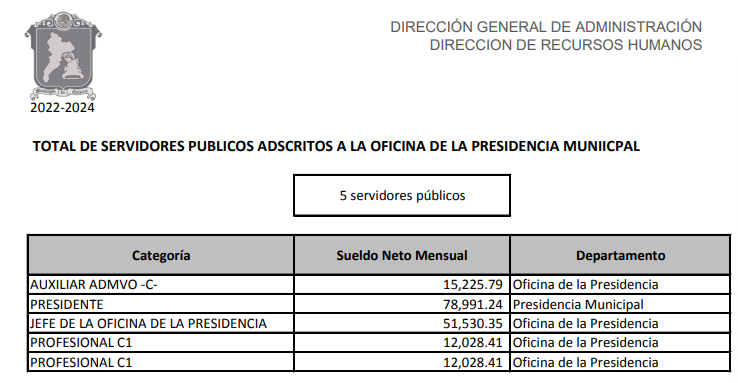 DIRECCIÓN GENERAL DE ADMINISTRACIÓN
DIRECCION DE RECURSOS HUMANOS
2022-2024
TOTAL DE SERVIDORES PUBLICOS ADSCRITOS A LA OFICINA DE LA PRESIDENCIA MUNIICPAL
5 servidores públicos
Categoría Sueldo Neto Mensual Departamento
AUXILIAR ADMVO -C- 15,225.79 Oficina de la Presidencia
PRESIDENTE 78,991.24 Presidencia Municipal
JEFE DE LA OFICINA DE LA PRESIDENCIA 51,530.35 Oficina de la Presidencia
PROFESIONAL C1 12,028.41 Oficina de la Presidencia
PROFESIONAL C1 12,028.41 Oficina de la Presidencia